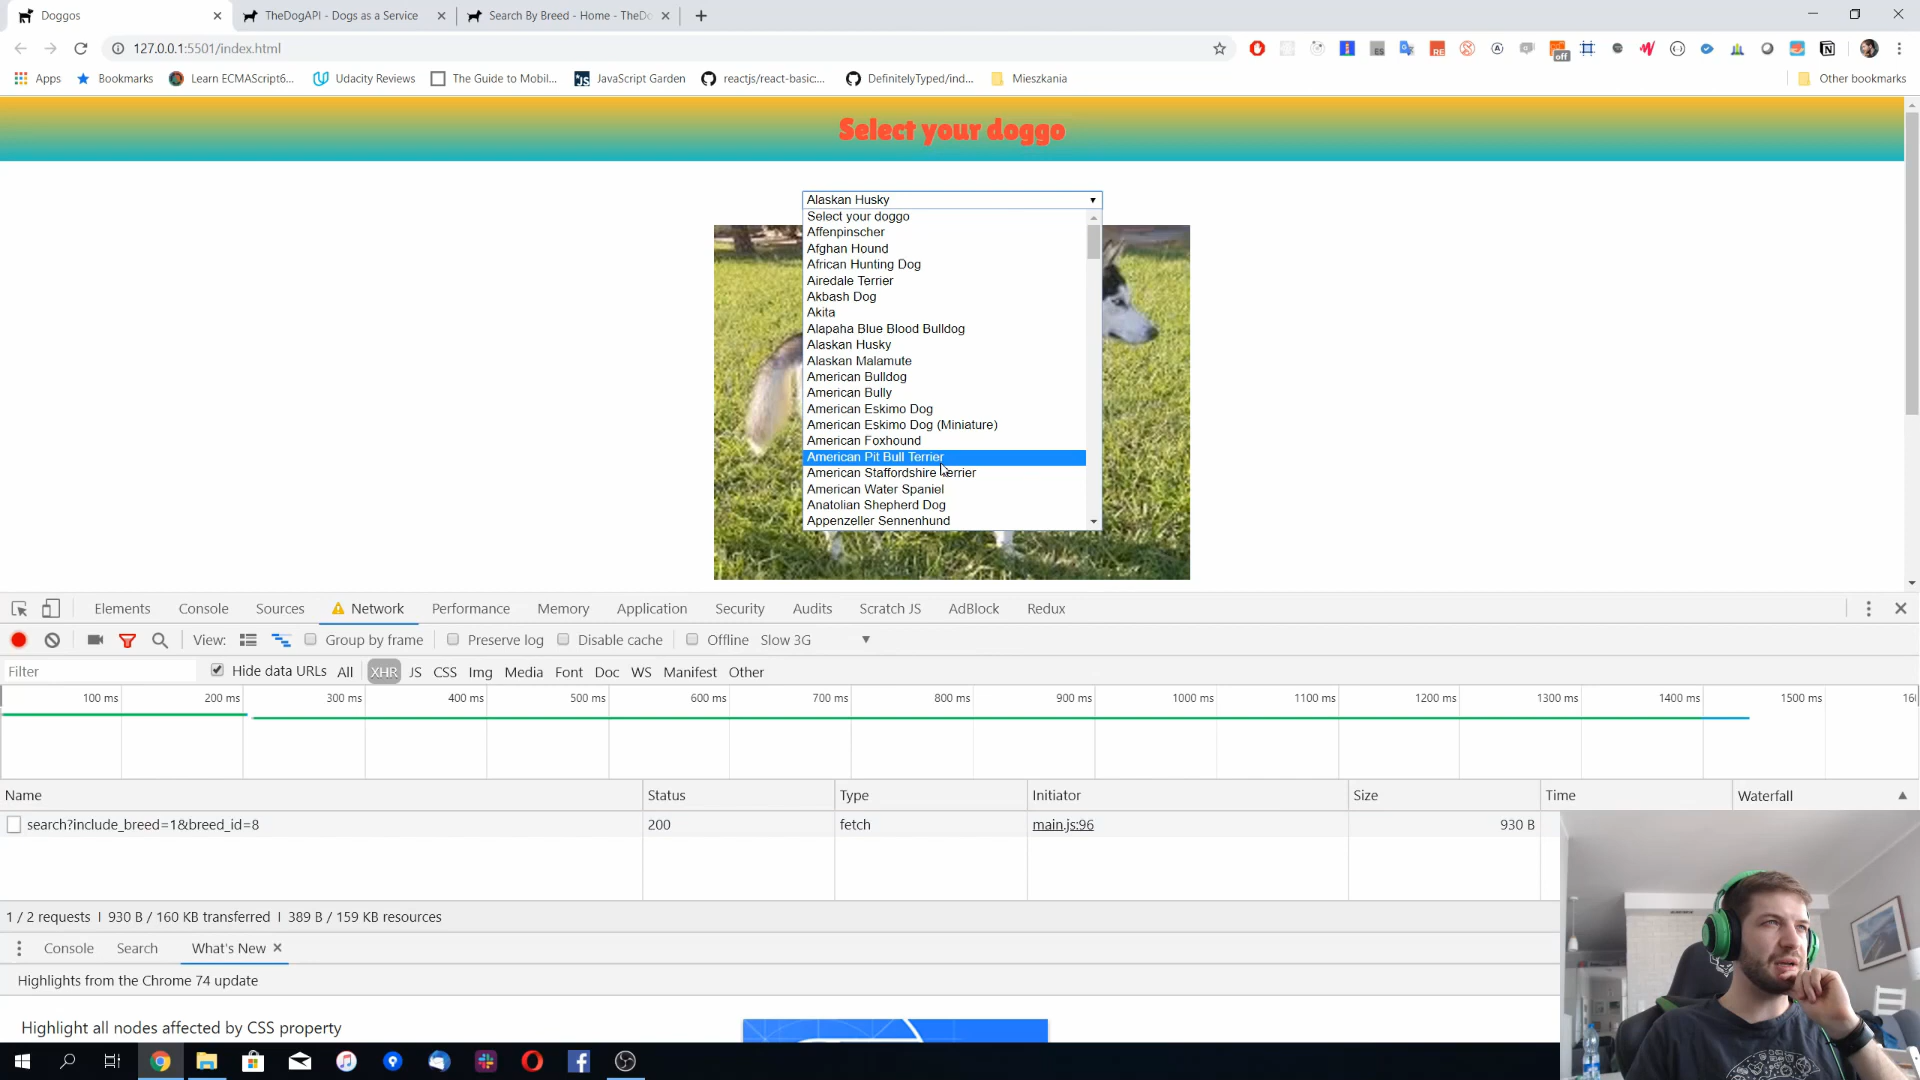 Doggos
TheDogAPI - Dogs as a Service
Search By Breed - Home - TheDo
127.0.0.1:5501/index.html
Apps
Bookmarks
Learn ECMAScript6...
Udacity Reviews
The Guide to Mobil...
JavaScript Garden
reactjs/react-basic:...
DefinitelyTyped/ind...
Mieszkania
Other bookmarks
Select your doggo
Alaskan Husky
Select your doggo
Affenpinscher
Afghan Hound
African Hunting Dog
Airedale Terrier
Akbash Dog
Akita
Alapaha Blue Blood Bulldog
Alaskan Husky
Alaskan Malamute
American Bulldog
American Bully
American Eskimo Dog
American Eskimo Dog (Miniature)
American Foxhound
American Pit Bull Terrier
American Staffordshire Terrier
American Water Spaniel
Anatolian Shepherd Dog
Appenzeller Sennenhund
Elements Console Sources Network Performance Memory Application Security Audits Scratch JS AdBlock Redux
View: Group by frame Preserve log Disable cache Offline Slow 3G
Filter Hide data URLs All XHR JS CSS Img Media Font Doc WS Manifest Other
100 ms 200 ms 300 ms 400 ms 500 ms 600 ms 700 ms 800 ms 900 ms 1000 ms 1100 ms 1200 ms 1300 ms 1400 ms 1500 ms
Name Status Type Initiator Size Time Waterfall
search?include_breed=1&breed_id=8 200 fetch main.js:96 930 B
1 / 2 requests | 930 B / 160 KB transferred | 389 B / 159 KB resources
Console Search What's New
Highlights from the Chrome 74 update
Highlight all nodes affected by CSS property